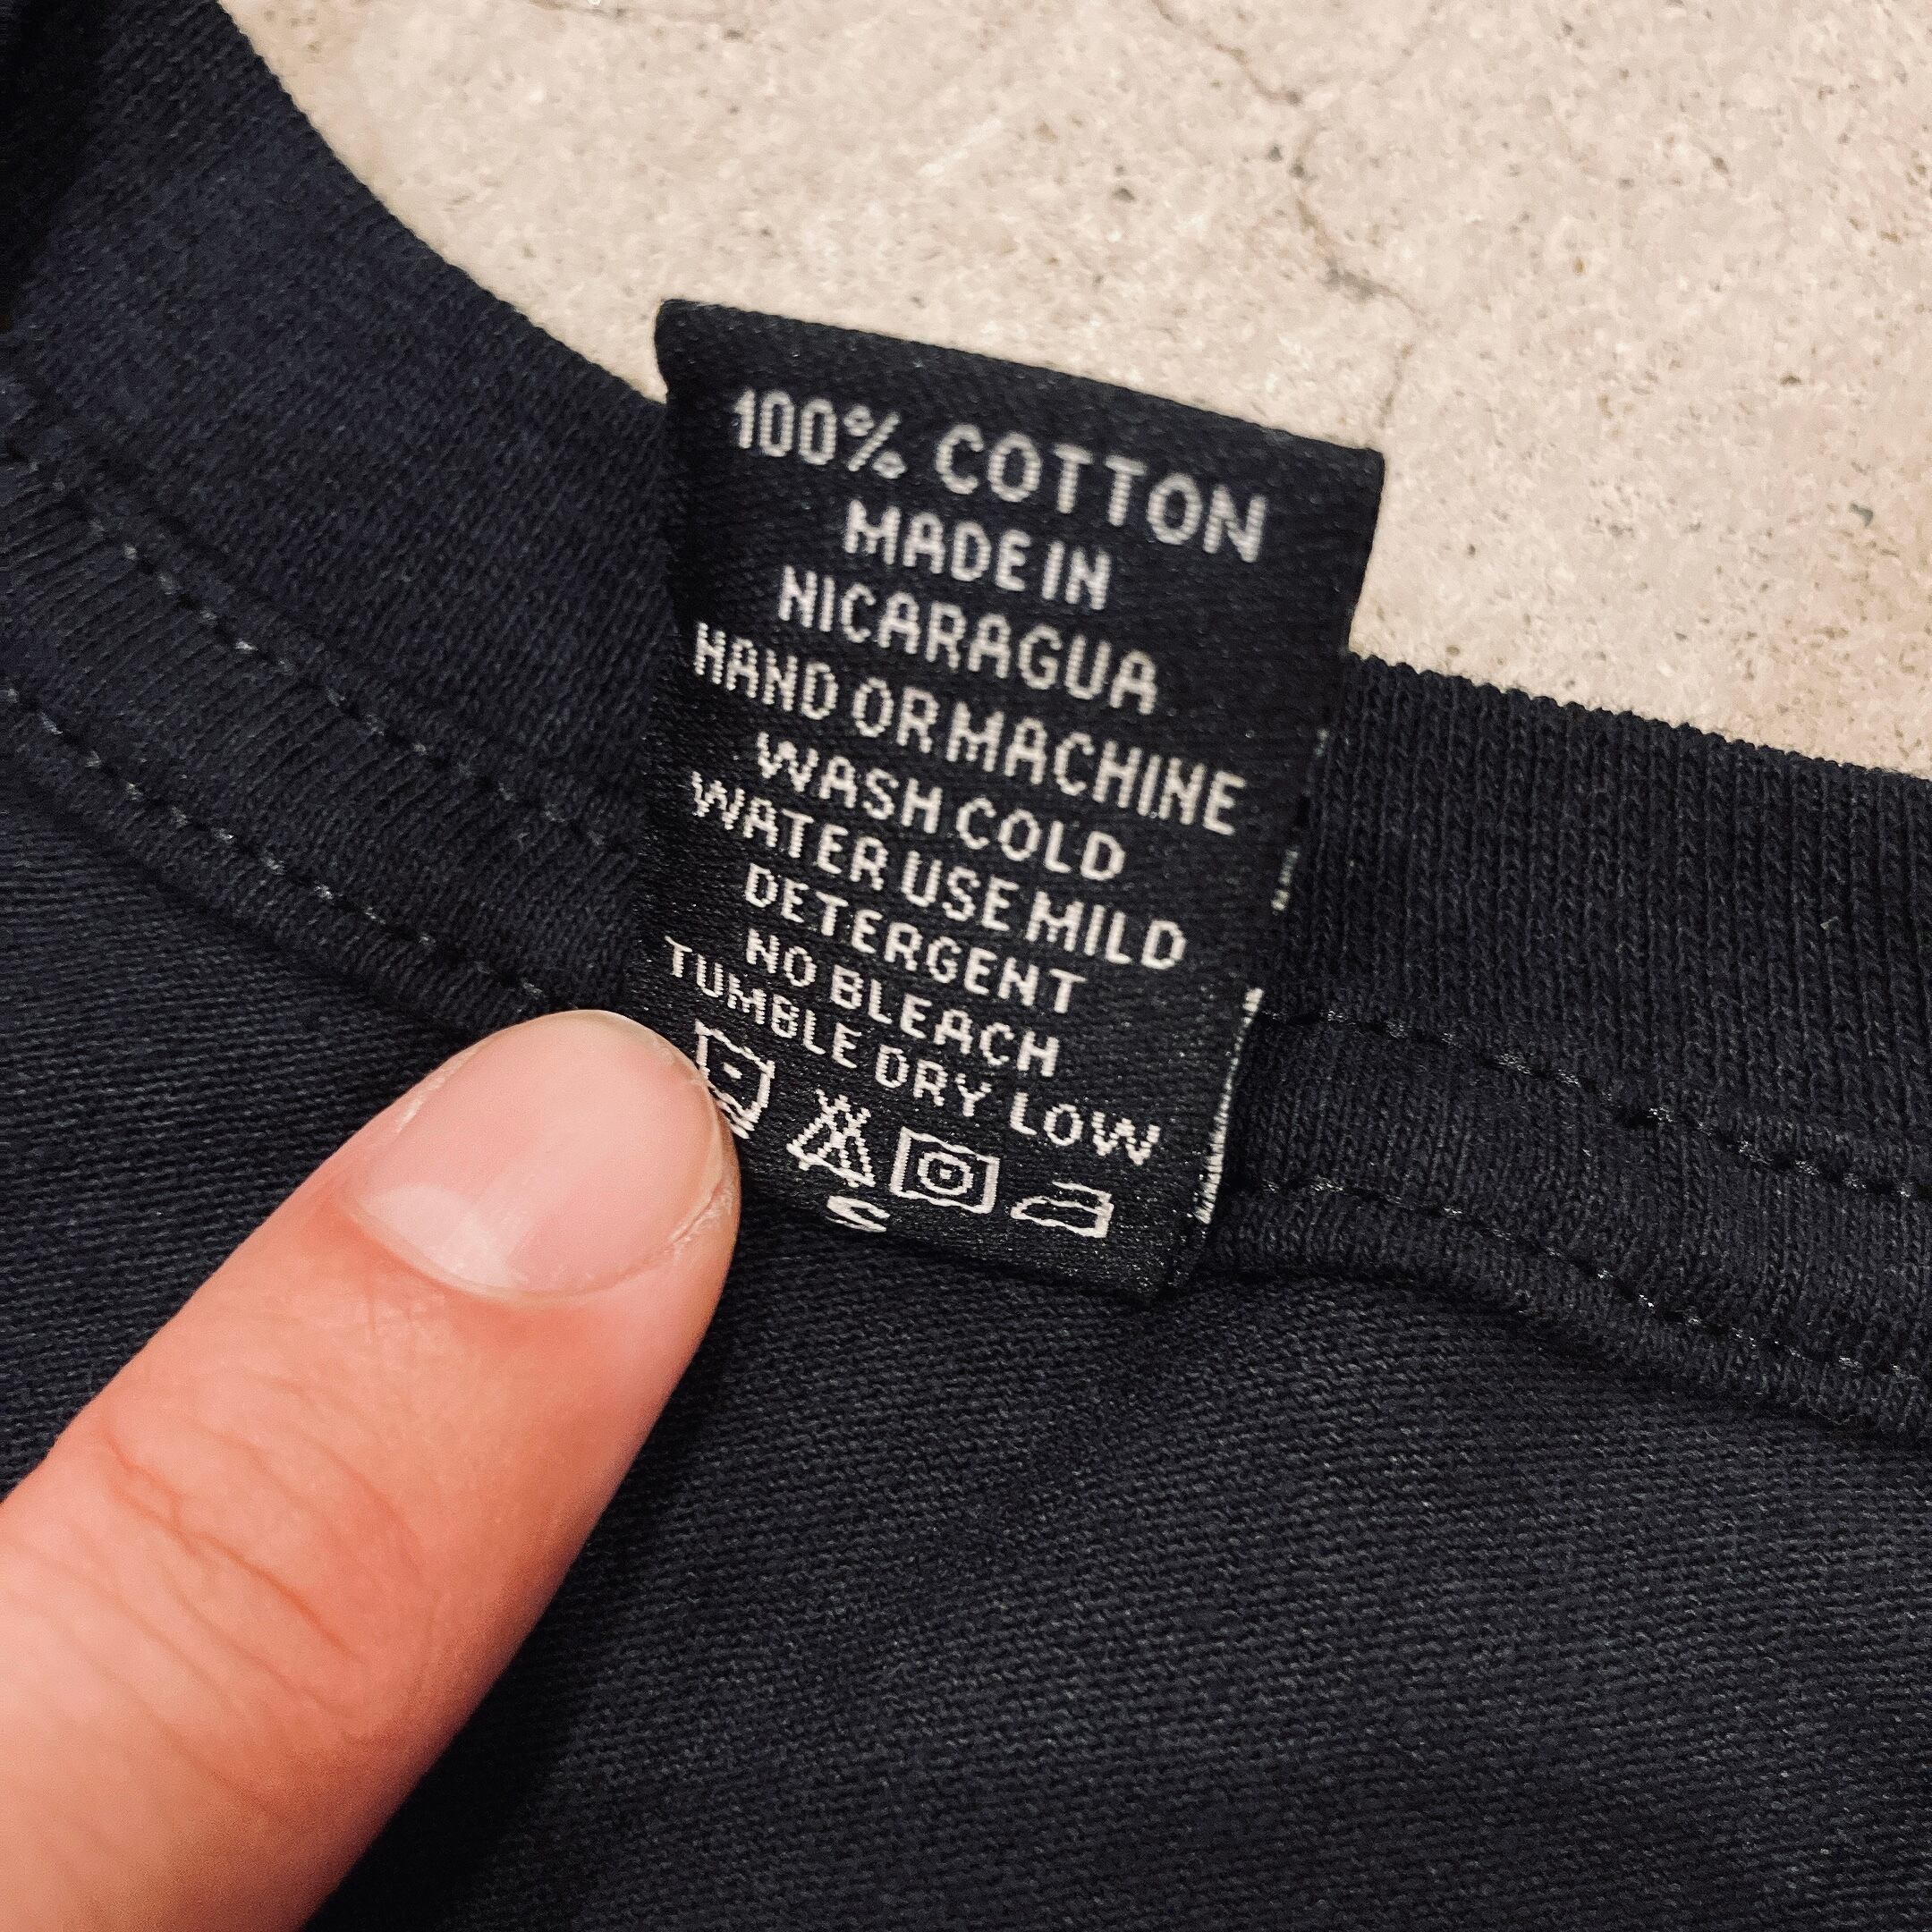 100% COTTON
MADE IN
NICARAGUA
HAND OR MACHINE
WASH COLD
WATER USE MILD
DETERGENT
NO BLEACH
TUMBLE DRY LOW
S